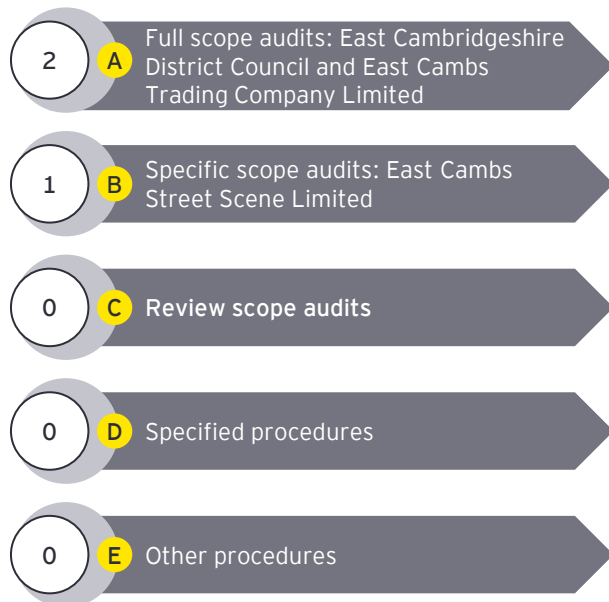 2
A
Full scope audits: East Cambridgeshire
District Council and East Cambs
Trading Company Limited
1
B
Specific scope audits: East Cambs
Street Scene Limited
0
C
Review scope audits
0
D
Specified procedures
0
E
Other procedures